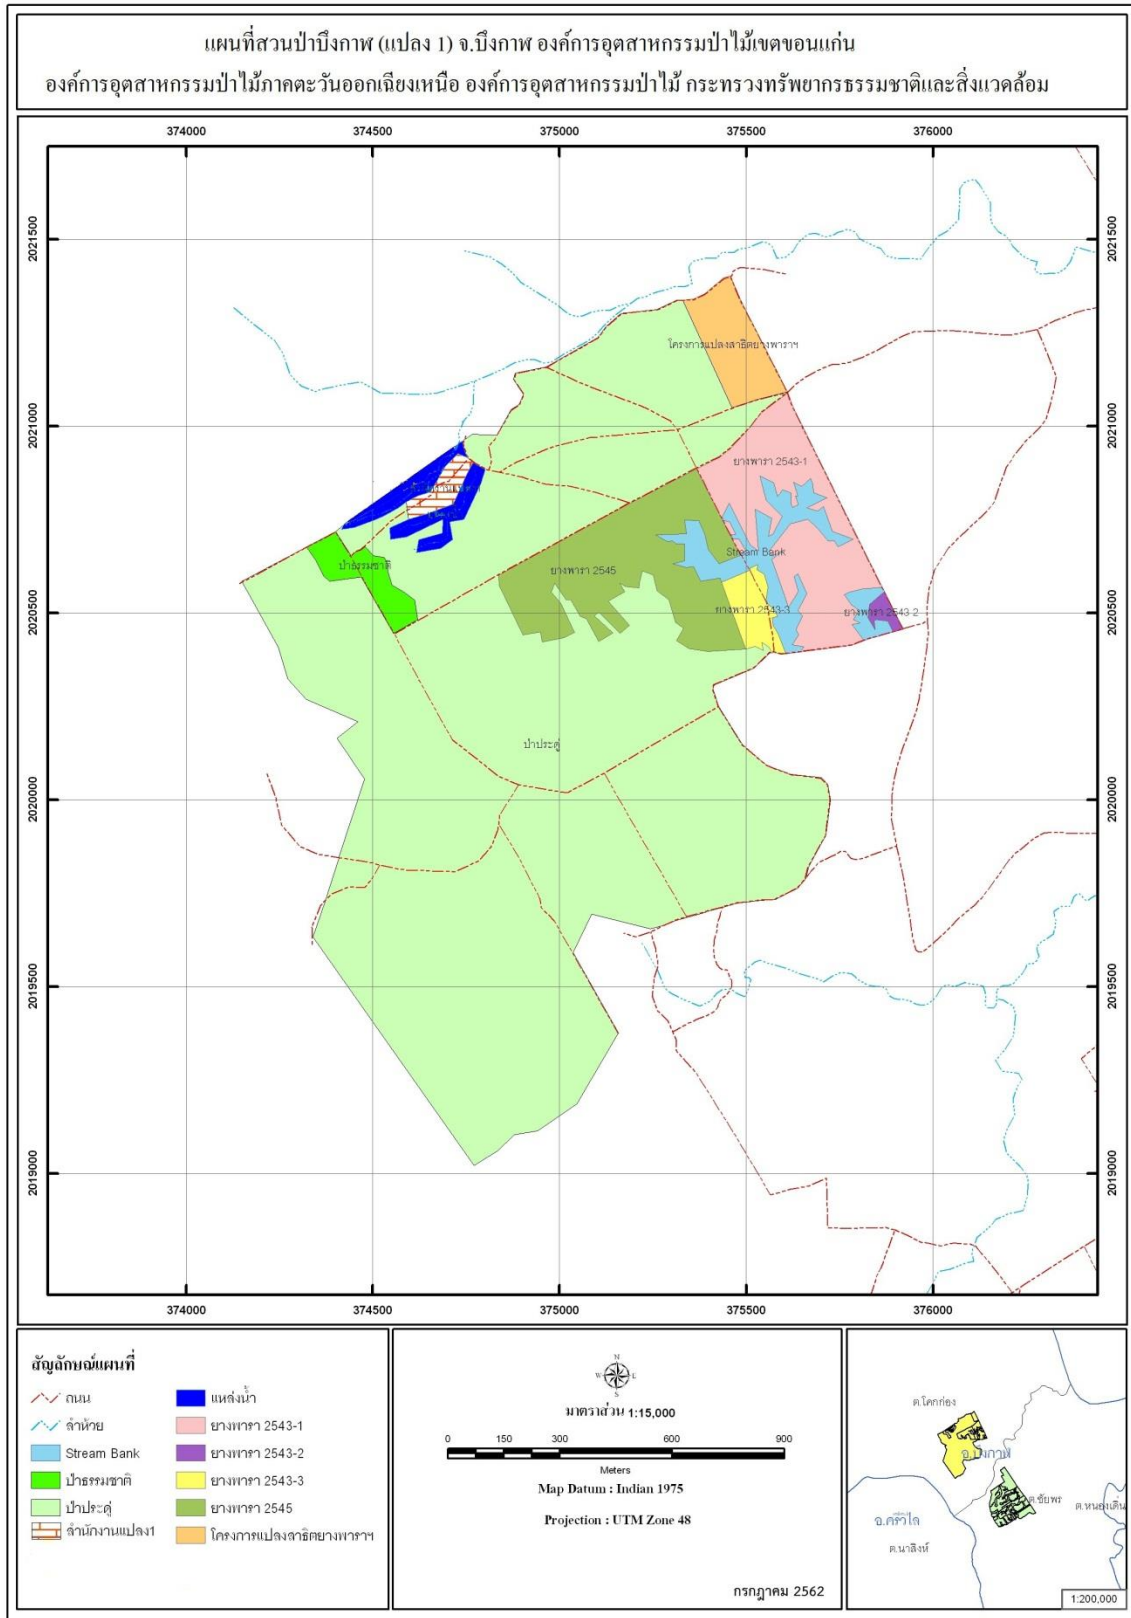 แผนที่สวนป่าบึงกาฬ (แปลง 1) จ.บึงกาฬ องค์การอุตสาหกรรมป่าไม้เขตขอนแก่น
องค์การอุตสาหกรรมป่าไม้ภาคตะวันออกเฉียงเหนือ องค์การอุตสาหกรรมป่าไม้ กระทรวงทรัพยากรธรรมชาติและสิ่งแวดล้อม
374000 374500 375000 375500 376000
2021500 2021500
โครงการแปลงสาธิตยางพาราฯ
2021000 2021000
ยางพารา 2543-1
Stream Bank
ป่าธรรมชาติ
ยางพารา 2545
ยางพารา 2543-3
ยางพารา 2543-2
2020500 2020500
ป่าประดู่
2020000 2020000
2019500 2019500
2019000 2019000
374000 374500 375000 375500 376000
สัญลักษณ์แผนที่
ถนน
ลำห้วย
Stream Bank
ป่าธรรมชาติ
ป่าประดู่
สำนักงานแปลง1
แหล่งน้ำ
ยางพารา 2543-1
ยางพารา 2543-2
ยางพารา 2543-3
ยางพารา 2545
โครงการแปลงสาธิตยางพาราฯ
N
W E
S
มาตราส่วน 1:15,000
0 150 300 600 900
Meters
Map Datum : Indian 1975
Projection : UTM Zone 48
กรกฎาคม 2562
ต.โคกก่อง
อ.บึงกาฬ
ต.ชัยพร
ต.หนองเดิ่น
อ.ศรีวิไล
ต.นาสิงห์
1:200,000